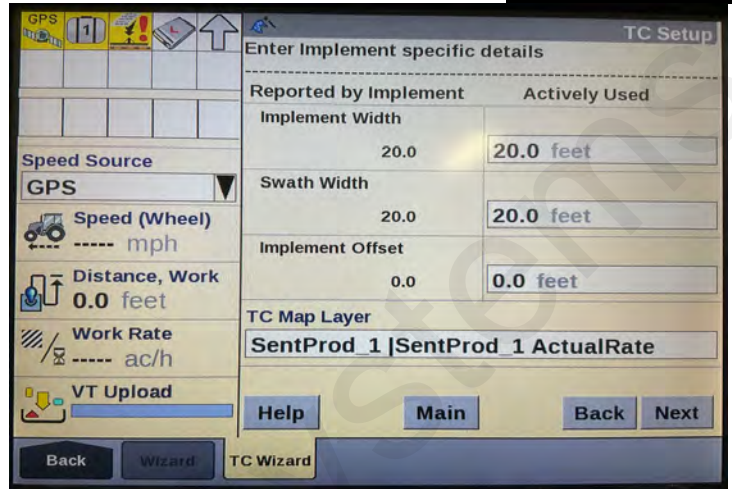 GPS
1
TC Setup
Enter Implement specific details
Reported by Implement Actively Used
Implement Width
20.0 20.0 feet
Swath Width
20.0 20.0 feet
Implement Offset
0.0 0.0 feet
TC Map Layer
SentProd_1 |SentProd_1 ActualRate
Speed Source
GPS
Speed (Wheel)
----- mph
Distance, Work
0.0 feet
Work Rate
----- ac/h
VT Upload
Help Main Back Next
Back Wizard TC Wizard